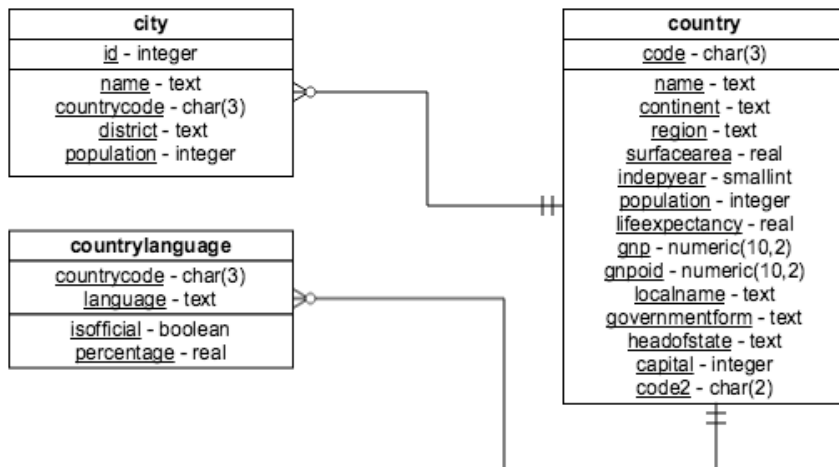 city
id - integer
name - text
countrycode - char(3)
district - text
population - integer
countrylanguage
countrycode - char(3)
language - text
isofficial - boolean
percentage - real
country
code - char(3)
name - text
continent - text
region - text
surfacearea - real
indepyear - smallint
population - integer
lifeexpectancy - real
gnp - numeric(10,2)
gnpoid - numeric(10,2)
localname - text
governmentform - text
headofstate - text
capital - integer
code2 - char(2)